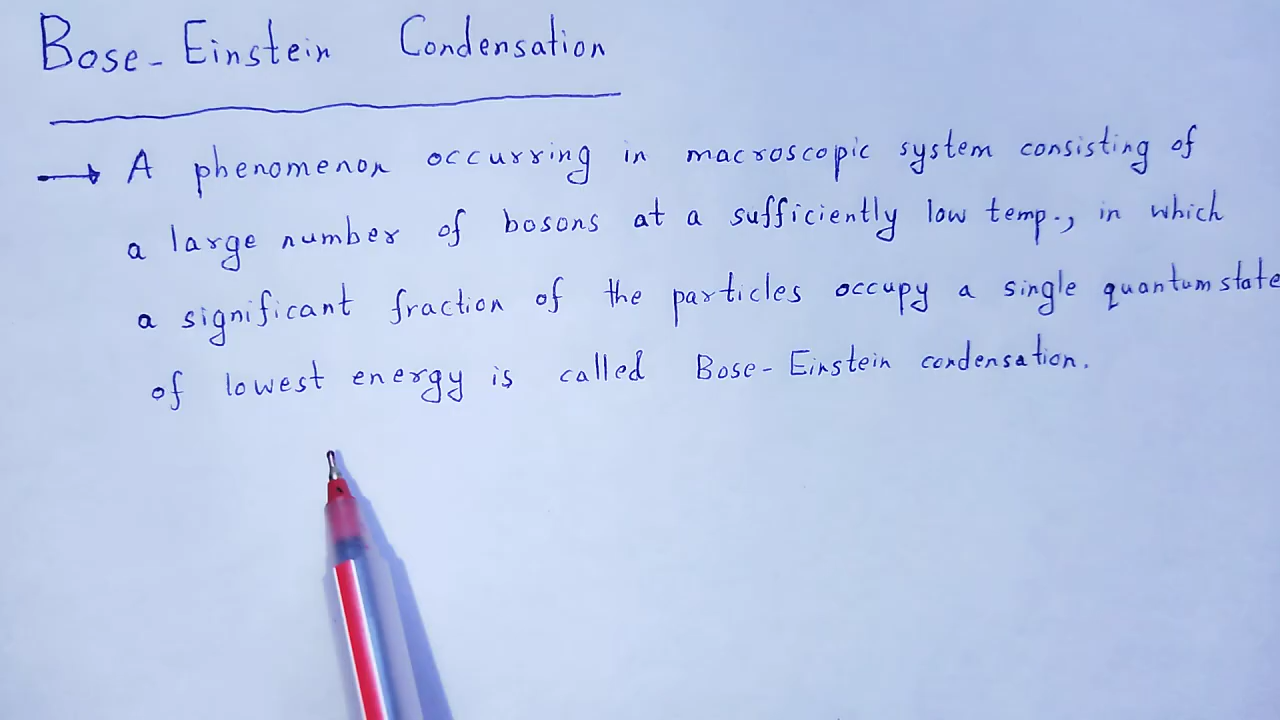 Bose-Einstein Condensation
→ A phenomenon occurring in macroscopic system consisting of
a large number of bosons at a sufficiently low temp., in which
a significant fraction of the particles occupy a single quantum state
of lowest energy is called Bose-Einstein condensation.